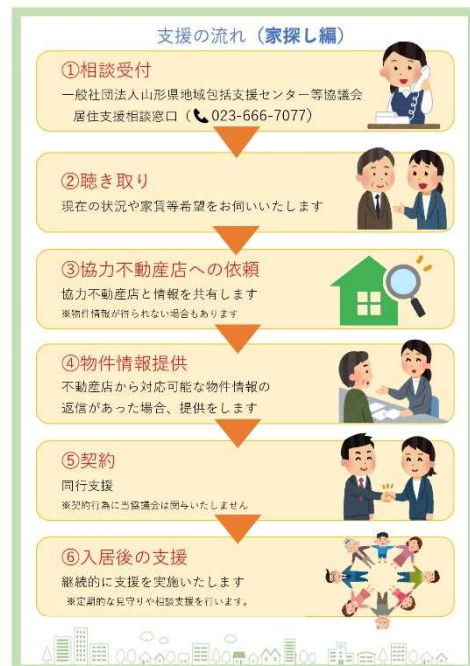 支援の流れ（家探し編）
①相談受付
一般社団法人山形県地域包括支援センター等協議会
居住支援相談窓口（📞023-666-7077）
②聴き取り
現在の状況や家賃等希望をお伺いいたします
③協力不動産店への依頼
協力不動産店と情報を共有します
※物件情報が得られない場合もあります
④物件情報提供
不動産店から対応可能な物件情報の
返信があった場合、提供をします
⑤契約
同行支援
※契約行為に当協議会は関与いたしません
⑥入居後の支援
継続的に支援を実施いたします
※定期的な見守りや相談支援を行います。